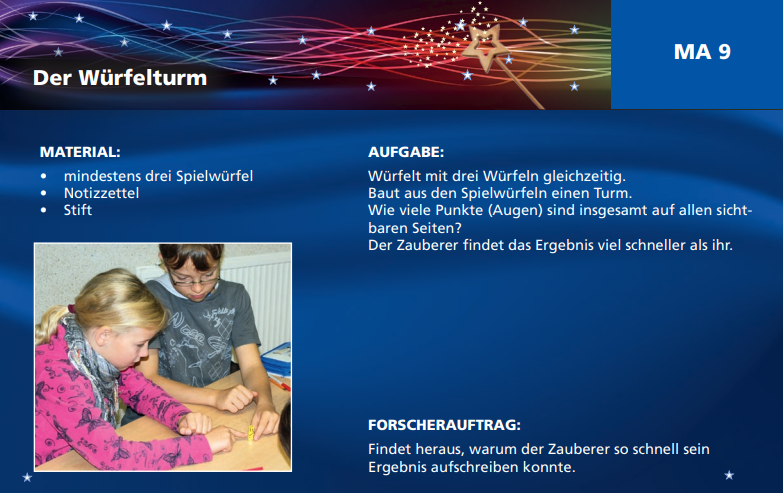 Der Würfelturm
MA 9
MATERIAL:
• mindestens drei Spielwürfel
• Notizzettel
• Stift
AUFGABE:
Würfelt mit drei Würfeln gleichzeitig.
Baut aus den Spielwürfeln einen Turm.
Wie viele Punkte (Augen) sind insgesamt auf allen sicht-
baren Seiten?
Der Zauberer findet das Ergebnis viel schneller als ihr.
FORSCHERAUFTRAG:
Findet heraus, warum der Zauberer so schnell sein
Ergebnis aufschreiben konnte.